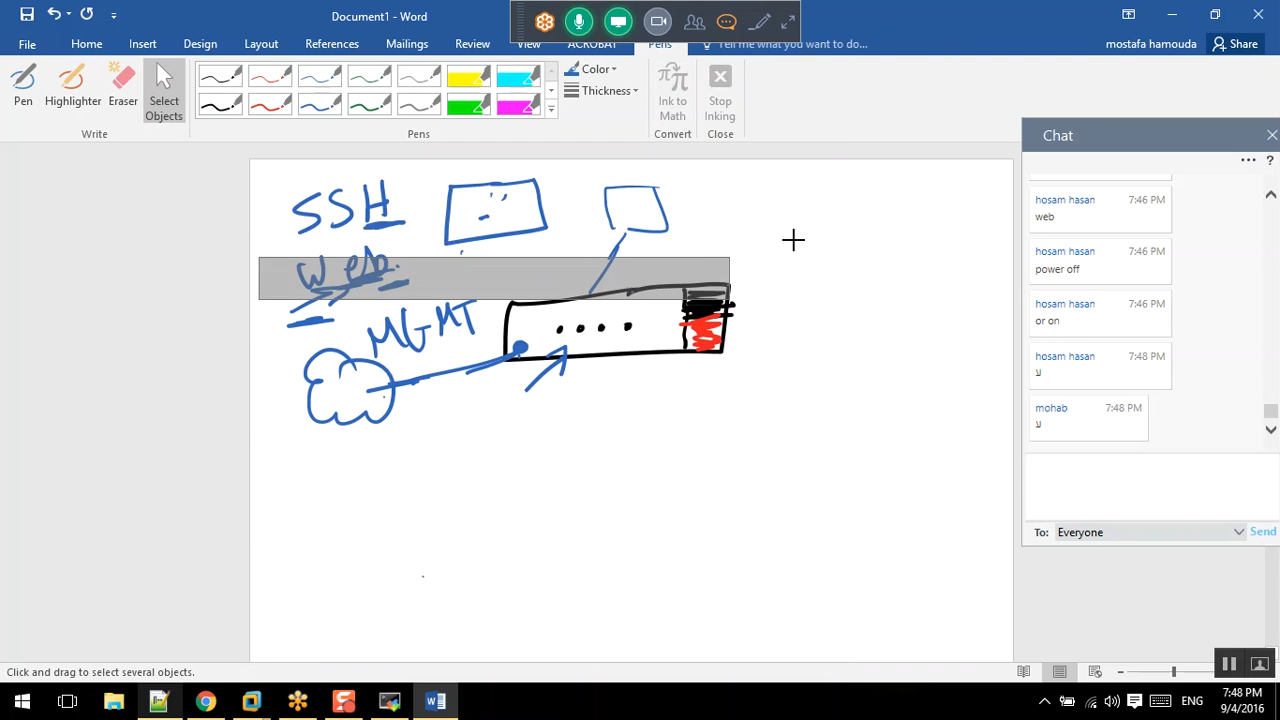 Document1 - Word
File
Home
Insert
Design
Layout
References
Mailings
Review
View
ACROBAT
Pens
Tell me what you want to do...
mostafa hamouda
Share
Pen
Highlighter
Eraser
Select Objects
Color
Thickness
Ink to Math
Stop Inking
Write
Pens
Convert
Close
SSH
Web
MGMT
Chat
?
hosam hasan 7:46 PM
web
hosam hasan 7:46 PM
power off
hosam hasan 7:46 PM
or on
hosam hasan 7:48 PM
mohab 7:48 PM
To: Everyone
Send
Click and drag to select several objects.
ENG
7:48 PM
9/4/2016